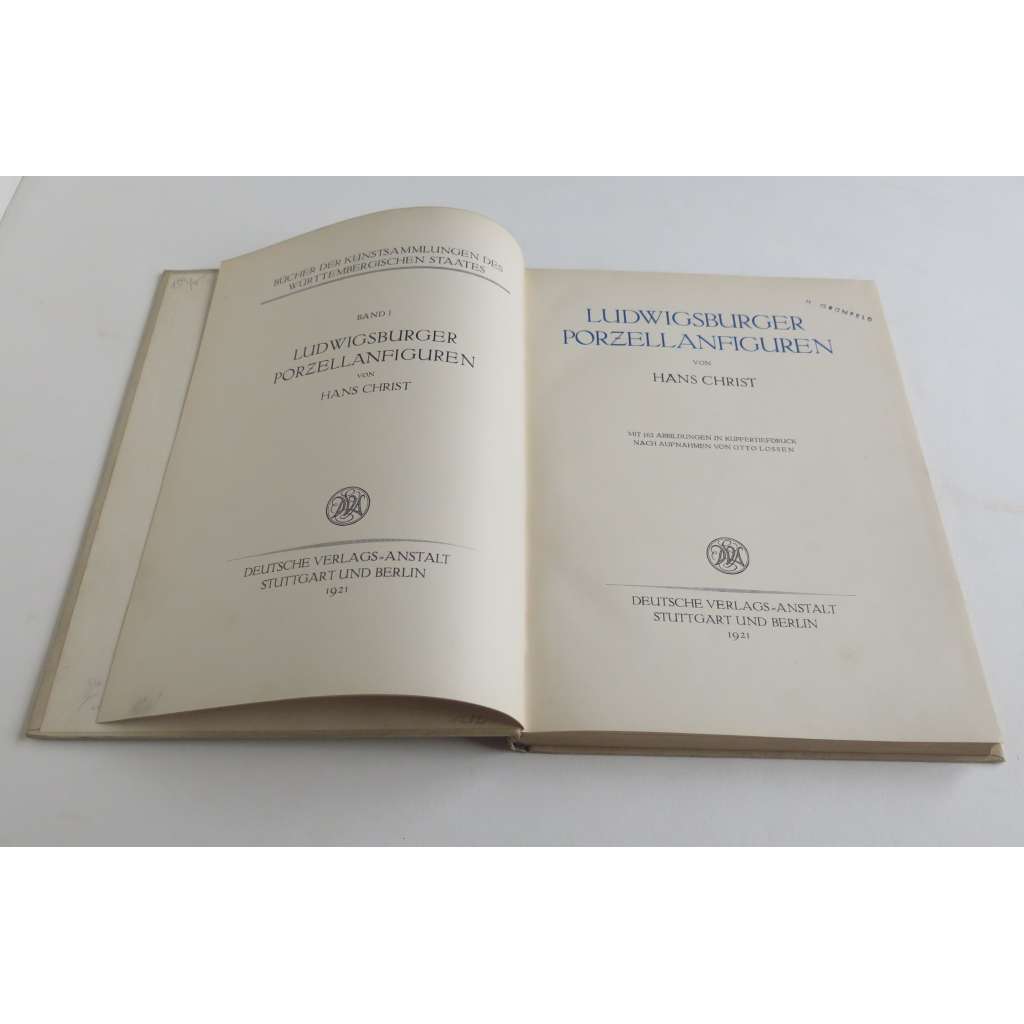 BÜCHER DER KUNSTSAMMLUNGEN DES
WÜRTTEMBERGISCHEN STAATES
BAND I
LUDWIGSBURGER
PORZELLANFIGUREN
VON
HANS CHRIST
DEUTSCHE VERLAGS-ANSTALT
STUTTGART UND BERLIN
1921
LUDWIGSBURGER
PORZELLANFIGUREN
VON
HANS CHRIST
MIT ABBILDUNGEN IN KUPFERTIEFDRUCK
NACH AUFNAHMEN VON OTTO LOSSEN
DVA
DEUTSCHE VERLAGS-ANSTALT
STUTTGART UND BERLIN
1921